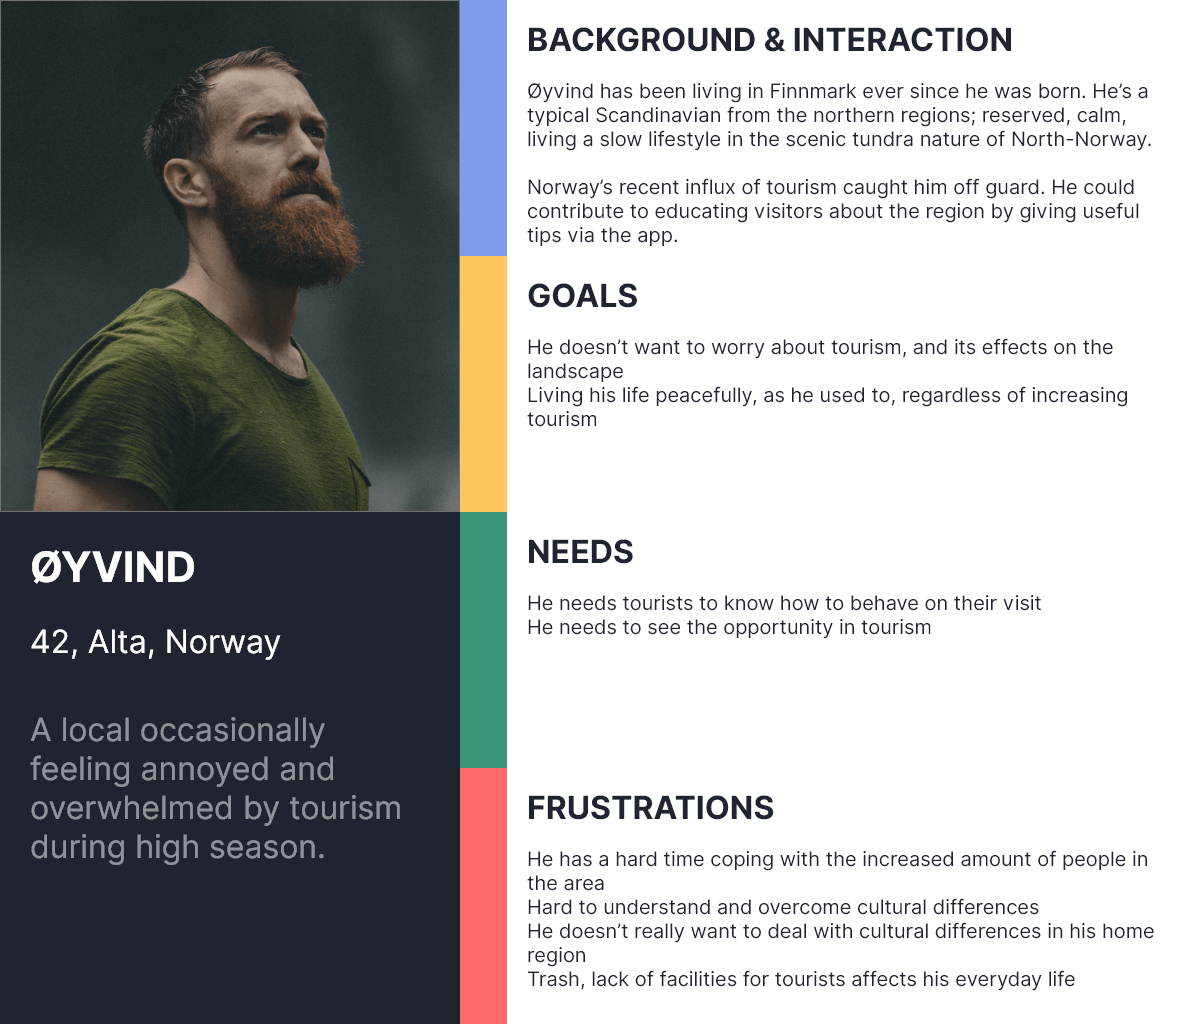 BACKGROUND & INTERACTION
Øyvind has been living in Finnmark ever since he was born. He’s a
typical Scandinavian from the northern regions; reserved, calm,
living a slow lifestyle in the scenic tundra nature of North-Norway.
Norway’s recent influx of tourism caught him off guard. He could
contribute to educating visitors about the region by giving useful
tips via the app.
GOALS
He doesn’t want to worry about tourism, and its effects on the
landscape
Living his life peacefully, as he used to, regardless of increasing
tourism
ØYVIND
42, Alta, Norway
A local occasionally
feeling annoyed and
overwhelmed by tourism
during high season.
NEEDS
He needs tourists to know how to behave on their visit
He needs to see the opportunity in tourism
FRUSTRATIONS
He has a hard time coping with the increased amount of people in
the area
Hard to understand and overcome cultural differences
He doesn’t really want to deal with cultural differences in his home
region
Trash, lack of facilities for tourists affects his everyday life